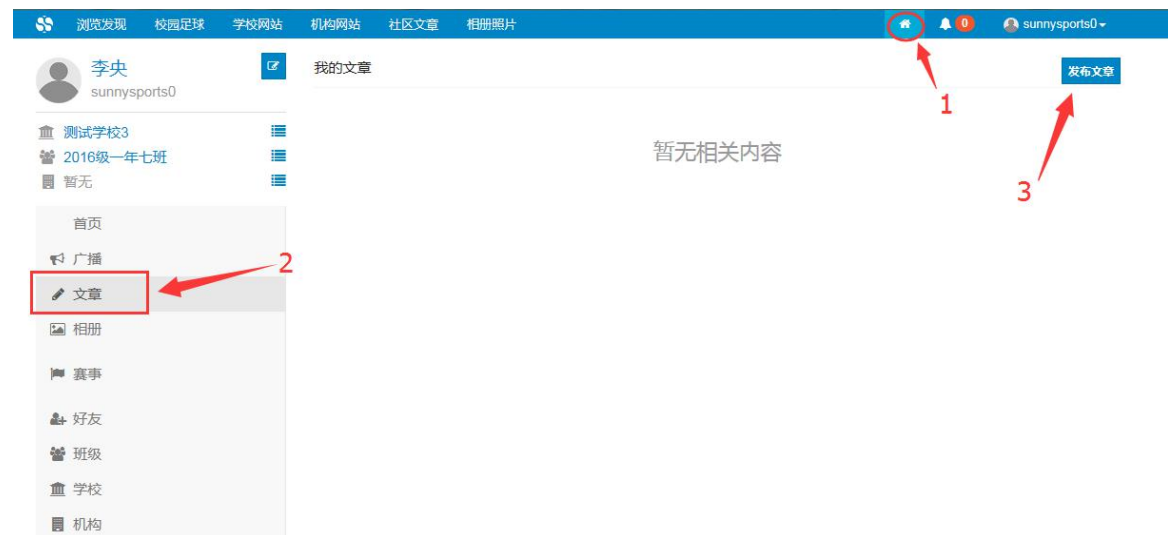 浏览发现 校园足球 学校网站 机构网站 社区文章 相册照片 0 sunnysports0
李央
sunnysports0
我的文章
发布文章
1
测试学校3
2016级一年七班
暂无
暂无相关内容
3
首页
广播
2
文章
相册
赛事
好友
班级
学校
机构